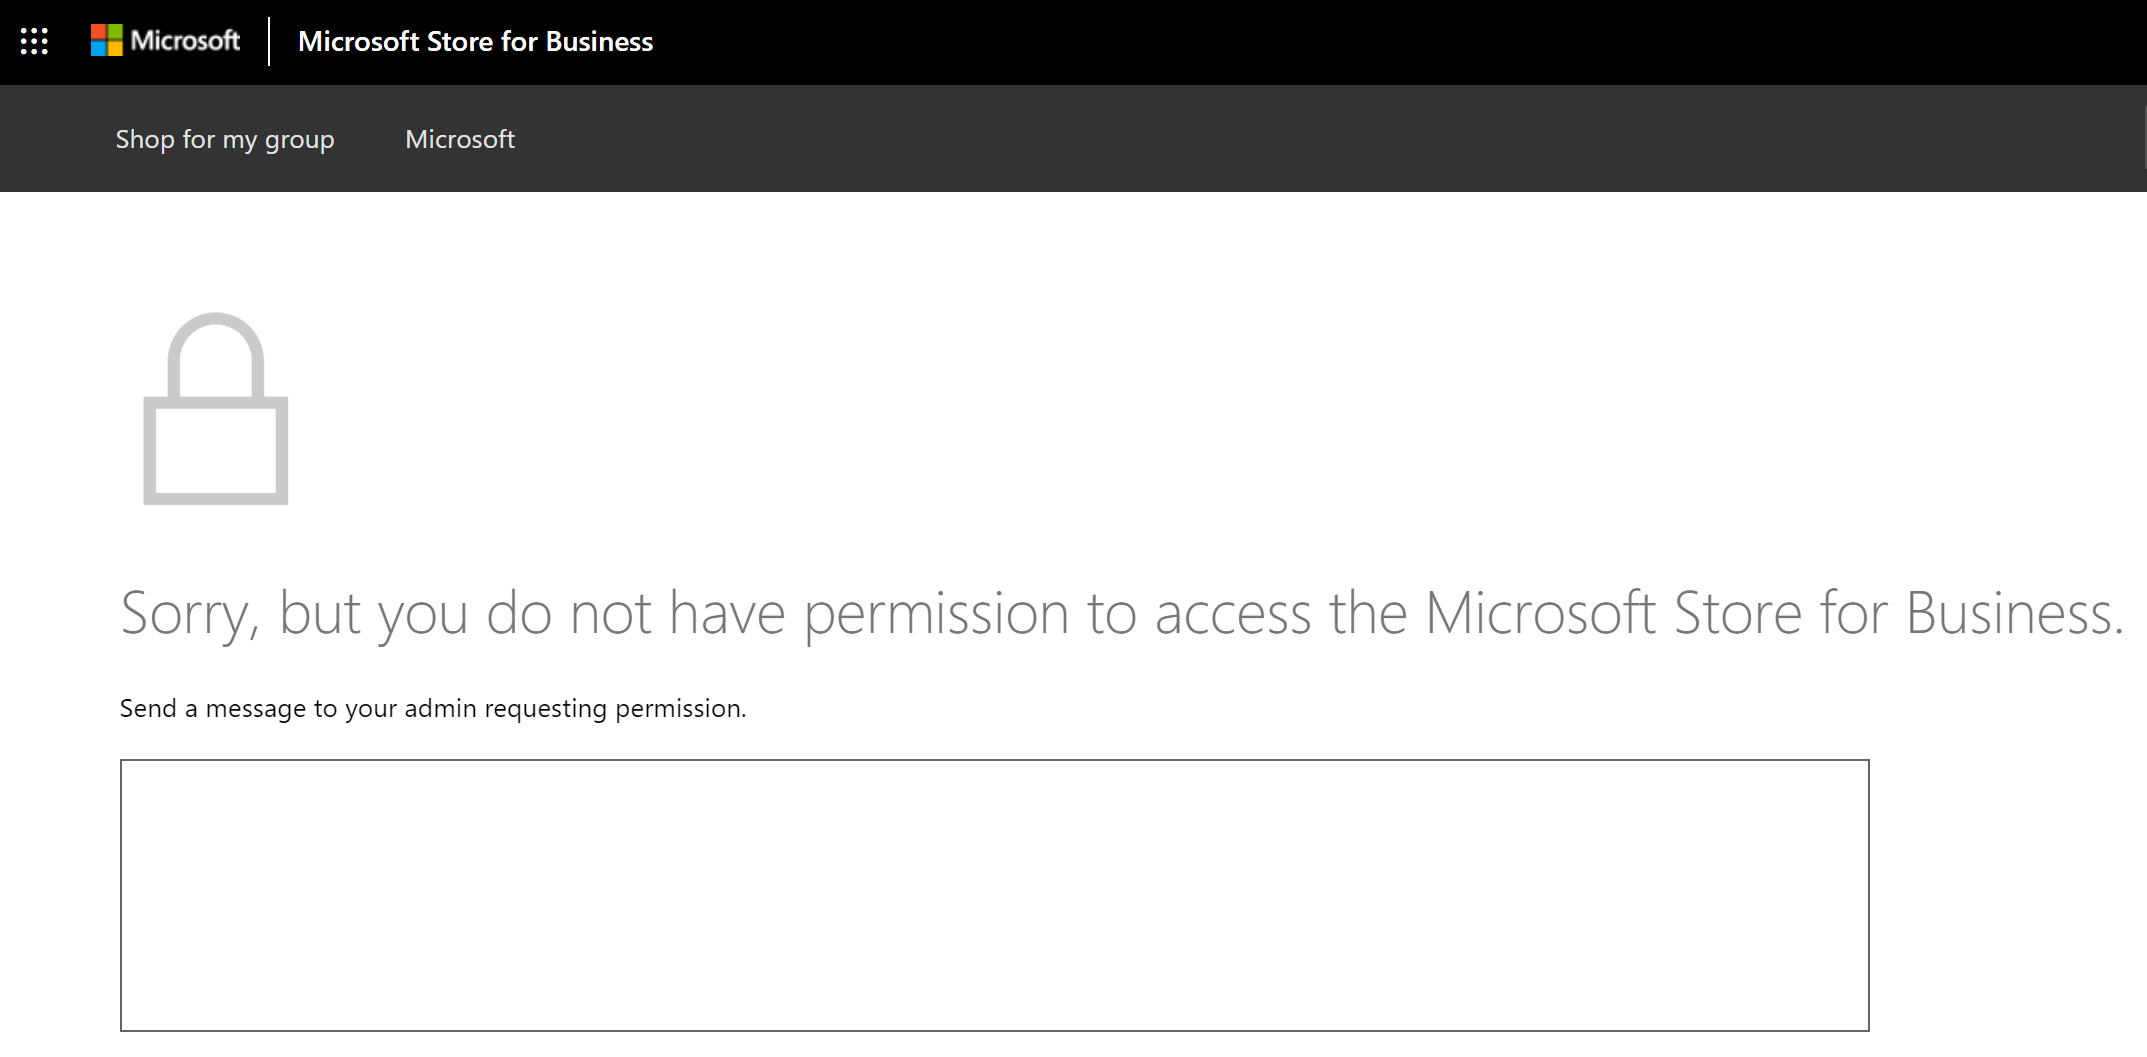 Microsoft
Microsoft Store for Business
Shop for my group
Microsoft
Sorry, but you do not have permission to access the Microsoft Store for Business.
Send a message to your admin requesting permission.